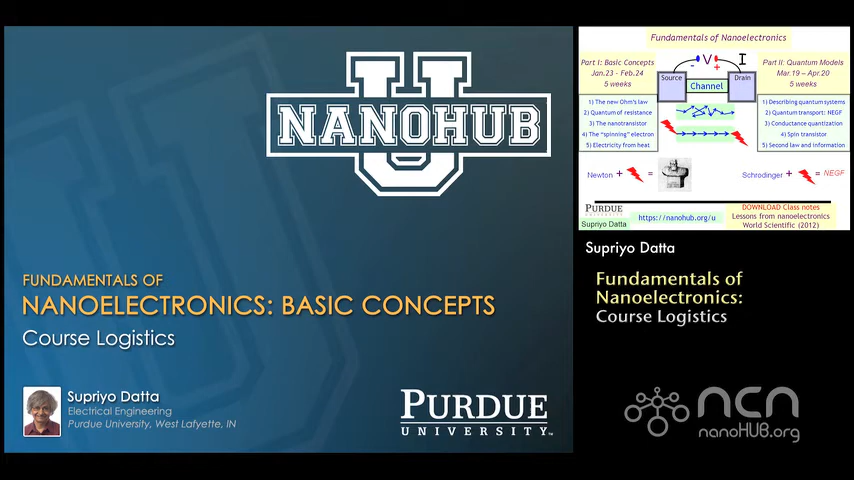 NANOHUB
FUNDAMENTALS OF
NANOELECTRONICS: BASIC CONCEPTS
Course Logistics
Supriyo Datta
Electrical Engineering
Purdue University, West Lafyette, IN
PURDUE
UNIVERSITY
Fundamentals of Nanoelectronics
Part I: Basic Concepts
Jan.23 - Feb.24
5 weeks
- V +
I
Source
Drain
Channel
Part II: Quantum Models
Mar.19 – Apr.20
5 weeks
1) The new Ohm's law
2) Quantum of resistance
3) The nanotransistor
4) The "spinning" electron
5) Electricity from heat
1) Describing quantum systems
2) Quantum transport: NEGF
3) Conductance quantization
4) Spin transistor
5) Second law and information
Newton + =
Schrodinger + = NEGF
PURDUE
UNIVERSITY
Supriyo Datta
https://nanohub.org/u
DOWNLOAD Class notes
Lessons from nanoelectronics
World Scientific (2012)
Supriyo Datta
Fundamentals of
Nanoelectronics:
Course Logistics
ncn
nanoHUB.org